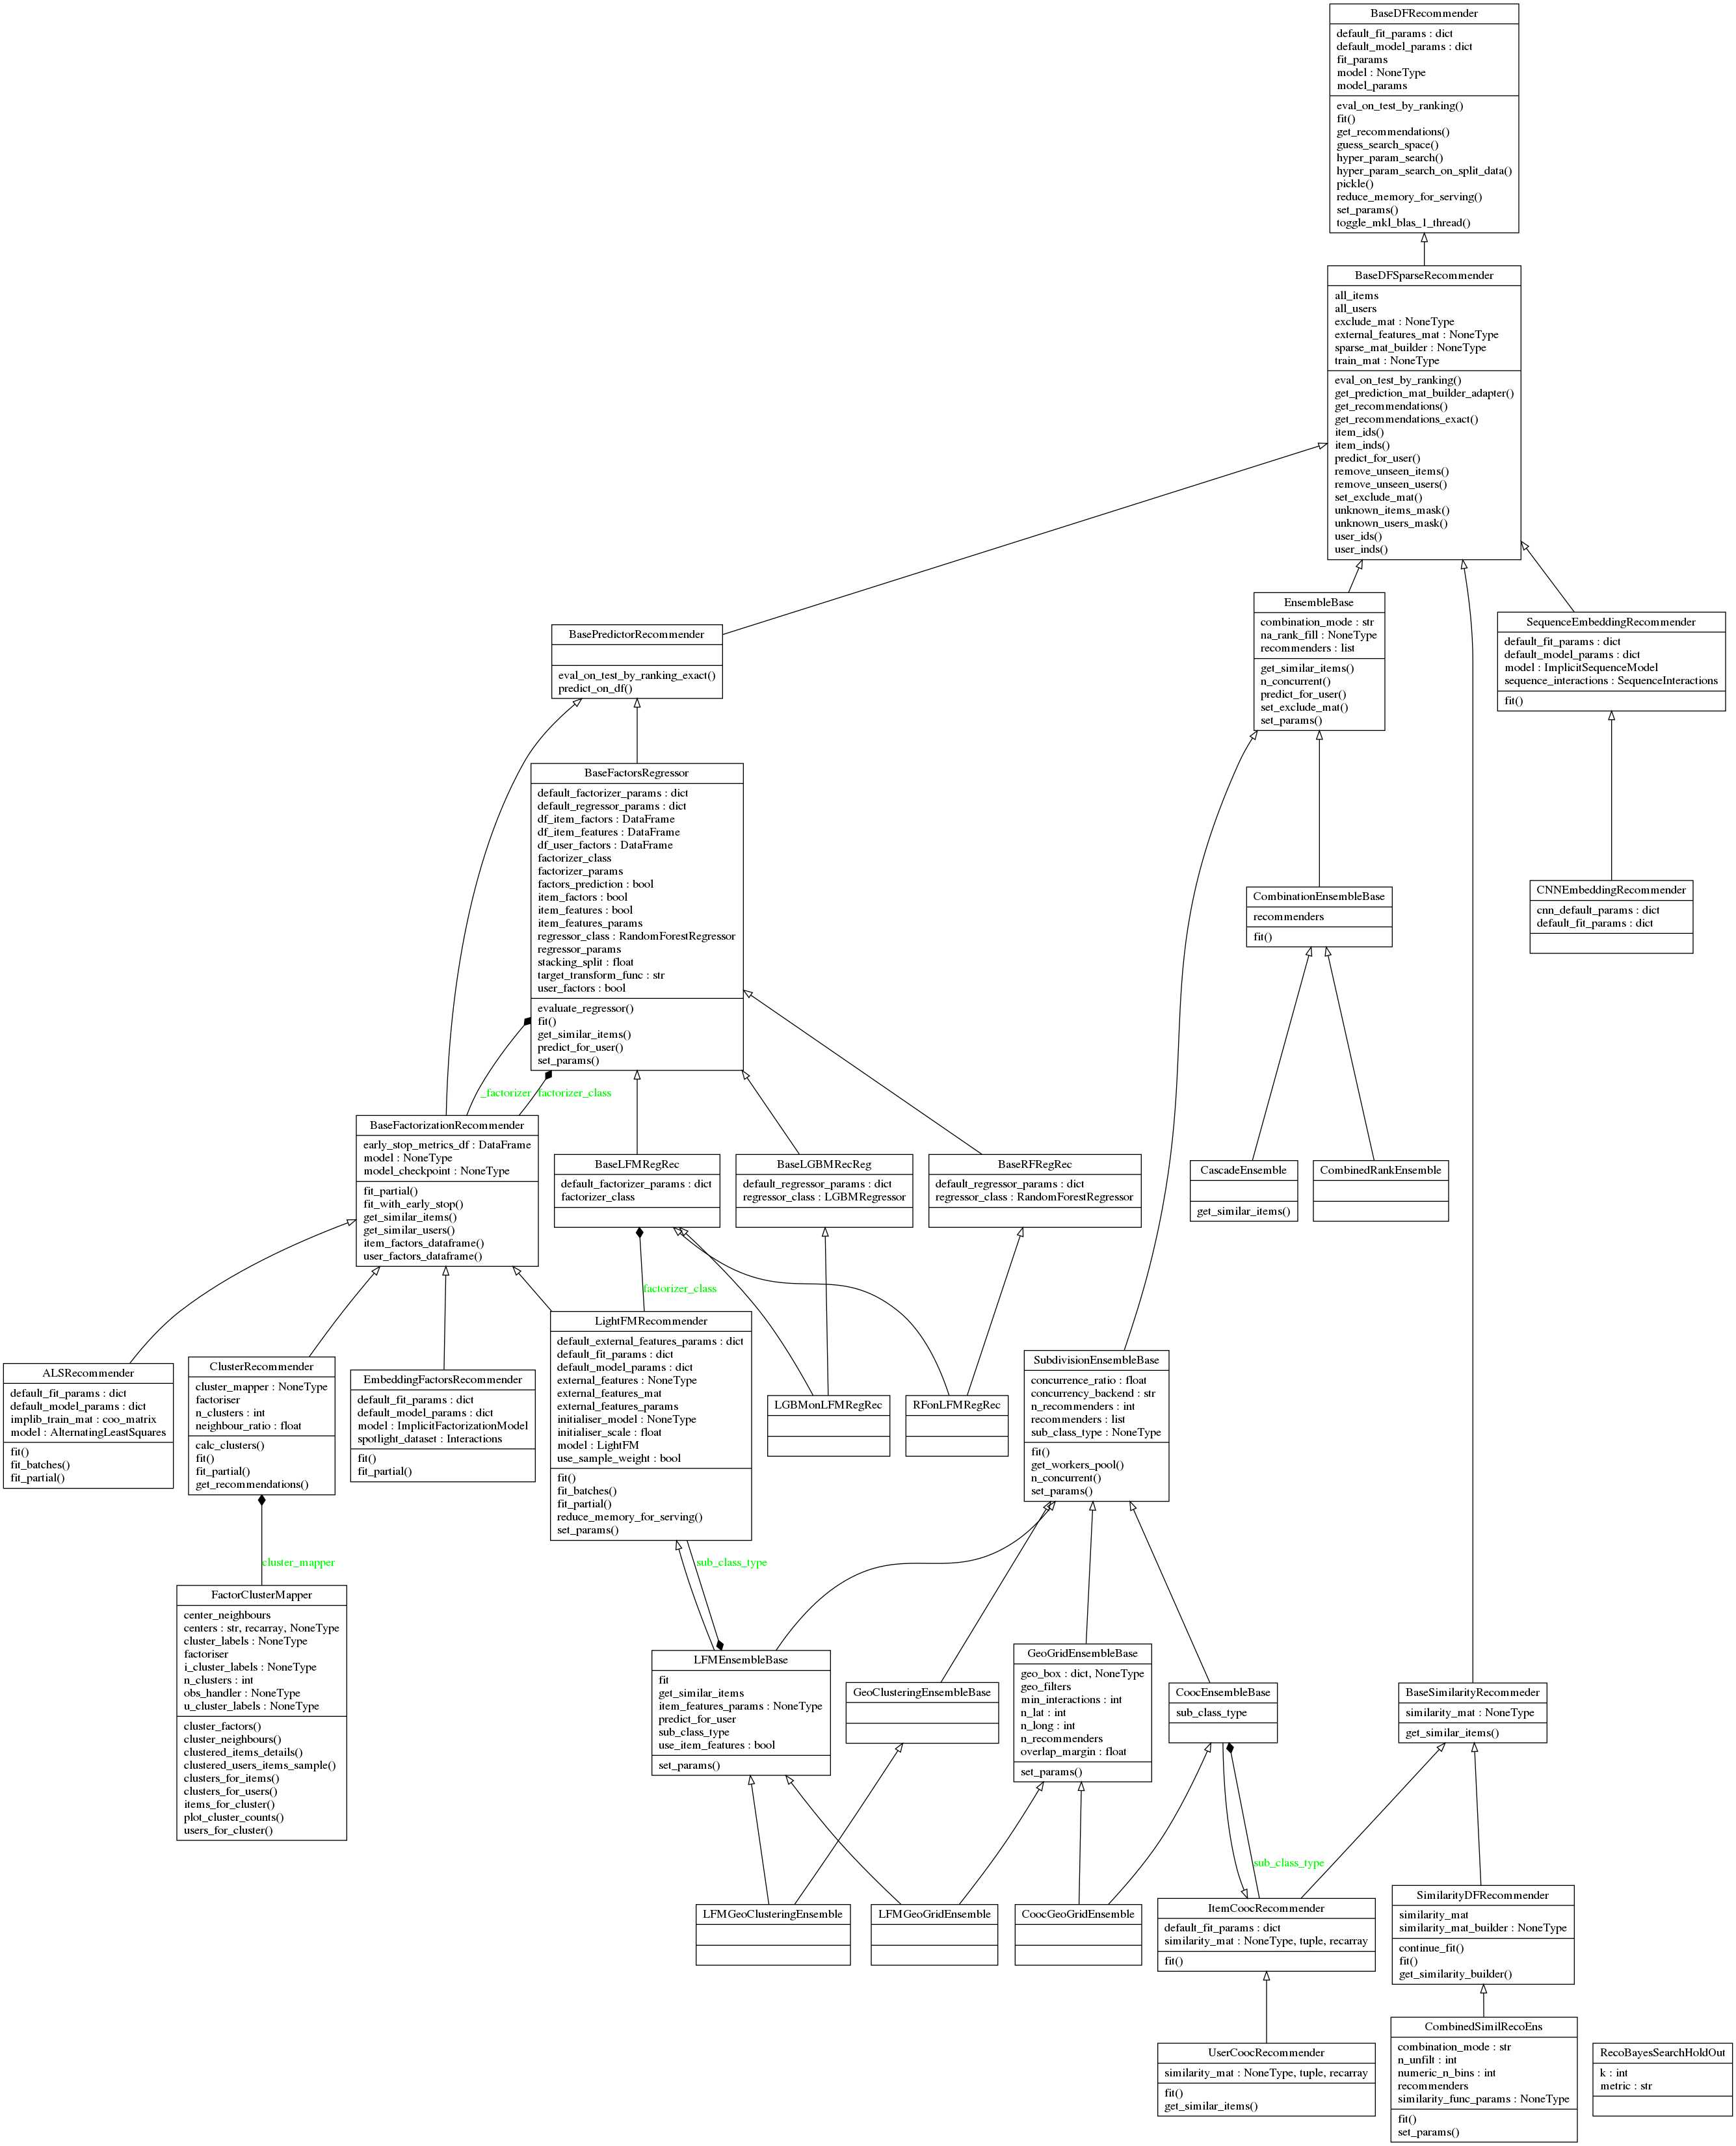 BaseDFRecommender
default_fit_params : dict
default_model_params : dict
fit_params
model : NoneType
model_params
eval_on_test_by_ranking()
fit()
get_recommendations()
guess_search_space()
hyper_param_search()
hyper_param_search_on_split_data()
pickle()
reduce_memory_for_serving()
set_params()
toggle_mkl_blas_1_thread()
BaseDFSparseRecommender
all_items
all_users
exclude_mat : NoneType
external_features_mat : NoneType
sparse_mat_builder : NoneType
train_mat : NoneType
eval_on_test_by_ranking()
get_prediction_mat_builder_adapter()
get_recommendations()
get_recommendations_exact()
item_ids()
item_inds()
predict_for_user()
remove_unseen_items()
remove_unseen_users()
set_exclude_mat()
unknown_items_mask()
unknown_users_mask()
user_ids()
user_inds()
BasePredictorRecommender
eval_on_test_by_ranking_exact()
predict_on_df()
EnsembleBase
combination_mode : str
na_rank_fill : NoneType
recommenders : list
get_similar_items()
n_concurrent()
predict_for_user()
set_exclude_mat()
set_params()
SequenceEmbeddingRecommender
default_fit_params : dict
default_model_params : dict
model : ImplicitSequenceModel
sequence_interactions : SequenceInteractions
fit()
BaseFactorsRegressor
default_factorizer_params : dict
default_regressor_params : dict
df_item_factors : DataFrame
df_item_features : DataFrame
df_user_factors : DataFrame
factorizer_class
factorizer_params
factors_prediction : bool
item_factors : bool
item_features : bool
item_features_params
regressor_class : RandomForestRegressor
regressor_params
stacking_split : float
target_transform_func : str
user_factors : bool
evaluate_regressor()
fit()
get_similar_items()
predict_for_user()
set_params()
CombinationEnsembleBase
recommenders
fit()
CNNEmbeddingRecommender
cnn_default_params : dict
default_fit_params : dict
_factorizer
factorizer_class
BaseFactorizationRecommender
early_stop_metrics_df : DataFrame
model : NoneType
model_checkpoint : NoneType
fit_partial()
fit_with_early_stop()
get_similar_items()
get_similar_users()
item_factors_dataframe()
user_factors_dataframe()
BaseLFMRegRec
default_factorizer_params : dict
factorizer_class
BaseLGBMRecReg
default_regressor_params : dict
regressor_class : LGBMRegressor
BaseRFRegRec
default_regressor_params : dict
regressor_class : RandomForestRegressor
CascadeEnsemble
get_similar_items()
CombinedRankEnsemble
factorizer_class
ALSRecommender
default_fit_params : dict
default_model_params : dict
implib_train_mat : coo_matrix
model : AlternatingLeastSquares
fit()
fit_batches()
fit_partial()
ClusterRecommender
cluster_mapper : NoneType
factoriser
n_clusters : int
neighbour_ratio : float
calc_clusters()
fit()
fit_partial()
get_recommendations()
EmbeddingFactorsRecommender
default_fit_params : dict
default_model_params : dict
model : ImplicitFactorizationModel
spotlight_dataset : Interactions
fit()
fit_partial()
LightFMRecommender
default_external_features_params : dict
default_fit_params : dict
default_model_params : dict
external_features : NoneType
external_features_mat
external_features_params
initialiser_model : NoneType
initialiser_scale : float
model : LightFM
use_sample_weight : bool
fit()
fit_batches()
fit_partial()
reduce_memory_for_serving()
set_params()
LGBMonLFMRegRec
RFonLFMRegRec
SubdivisionEnsembleBase
concurrence_ratio : float
concurrency_backend : str
n_recommenders : int
recommenders : list
sub_class_type : NoneType
fit()
get_workers_pool()
n_concurrent()
set_params()
cluster_mapper
sub_class_type
FactorClusterMapper
center_neighbours
centers : str, recarray, NoneType
cluster_labels : NoneType
factoriser
i_cluster_labels : NoneType
n_clusters : int
obs_handler : NoneType
u_cluster_labels : NoneType
cluster_factors()
cluster_neighbours()
clustered_items_details()
clustered_users_items_sample()
clusters_for_items()
clusters_for_users()
items_for_cluster()
plot_cluster_counts()
users_for_cluster()
LFMEnsembleBase
fit
get_similar_items
item_features_params : NoneType
predict_for_user
sub_class_type
use_item_features : bool
set_params()
GeoClusteringEnsembleBase
GeoGridEnsembleBase
geo_box : dict, NoneType
geo_filters
min_interactions : int
n_lat : int
n_long : int
n_recommenders
overlap_margin : float
set_params()
CoocEnsembleBase
sub_class_type
BaseSimilarityRecommeder
similarity_mat : NoneType
get_similar_items()
sub_class_type
LFMGeoClusteringEnsemble
LFMGeoGridEnsemble
CoocGeoGridEnsemble
ItemCoocRecommender
default_fit_params : dict
similarity_mat : NoneType, tuple, recarray
fit()
SimilarityDFRecommender
similarity_mat
similarity_mat_builder : NoneType
continue_fit()
fit()
get_similarity_builder()
UserCoocRecommender
similarity_mat : NoneType, tuple, recarray
fit()
get_similar_items()
CombinedSimilRecoEns
combination_mode : str
n_unfilt : int
numeric_n_bins : int
recommenders
similarity_func_params : NoneType
fit()
set_params()
RecoBayesSearchHoldOut
k : int
metric : str